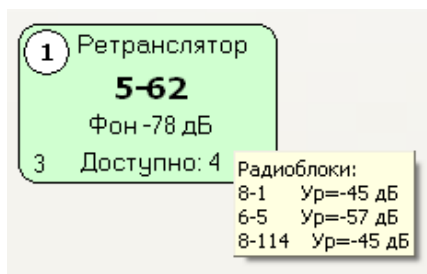 1 Ретранслятор
5-62
Фон -78 дБ
3 Доступно: 4
Радиоблоки:
8-1 Ур=-45 дБ
6-5 Ур=-57 дБ
8-114 Ур=-45 дБ